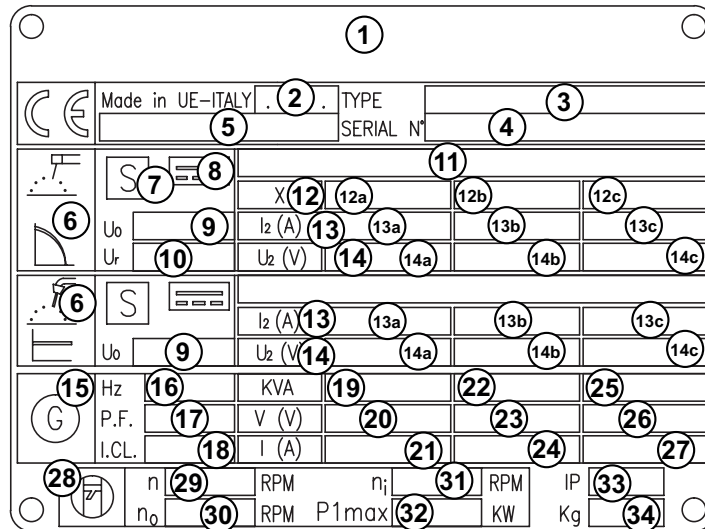 1
CE Made in UE-ITALY . 2 . TYPE 3
5 SERIAL N° 4
S 7 8 11
6 X 12 12a 12b 12c
Uo 9 I2 (A) 13 13a 13b 13c
Ur 10 U2 (V) 14 14a 14b 14c
6 S
I2 (A) 13 13a 13b 13c
Uo 9 U2 (V) 14 14a 14b 14c
15 Hz 16 KVA 19 22 25
G P.F. 17 V (V) 20 23 26
I.CL. 18 I (A) 21 24 27
28 n 29 RPM ni 31 RPM IP 33
no 30 RPM P1max 32 KW Kg 34